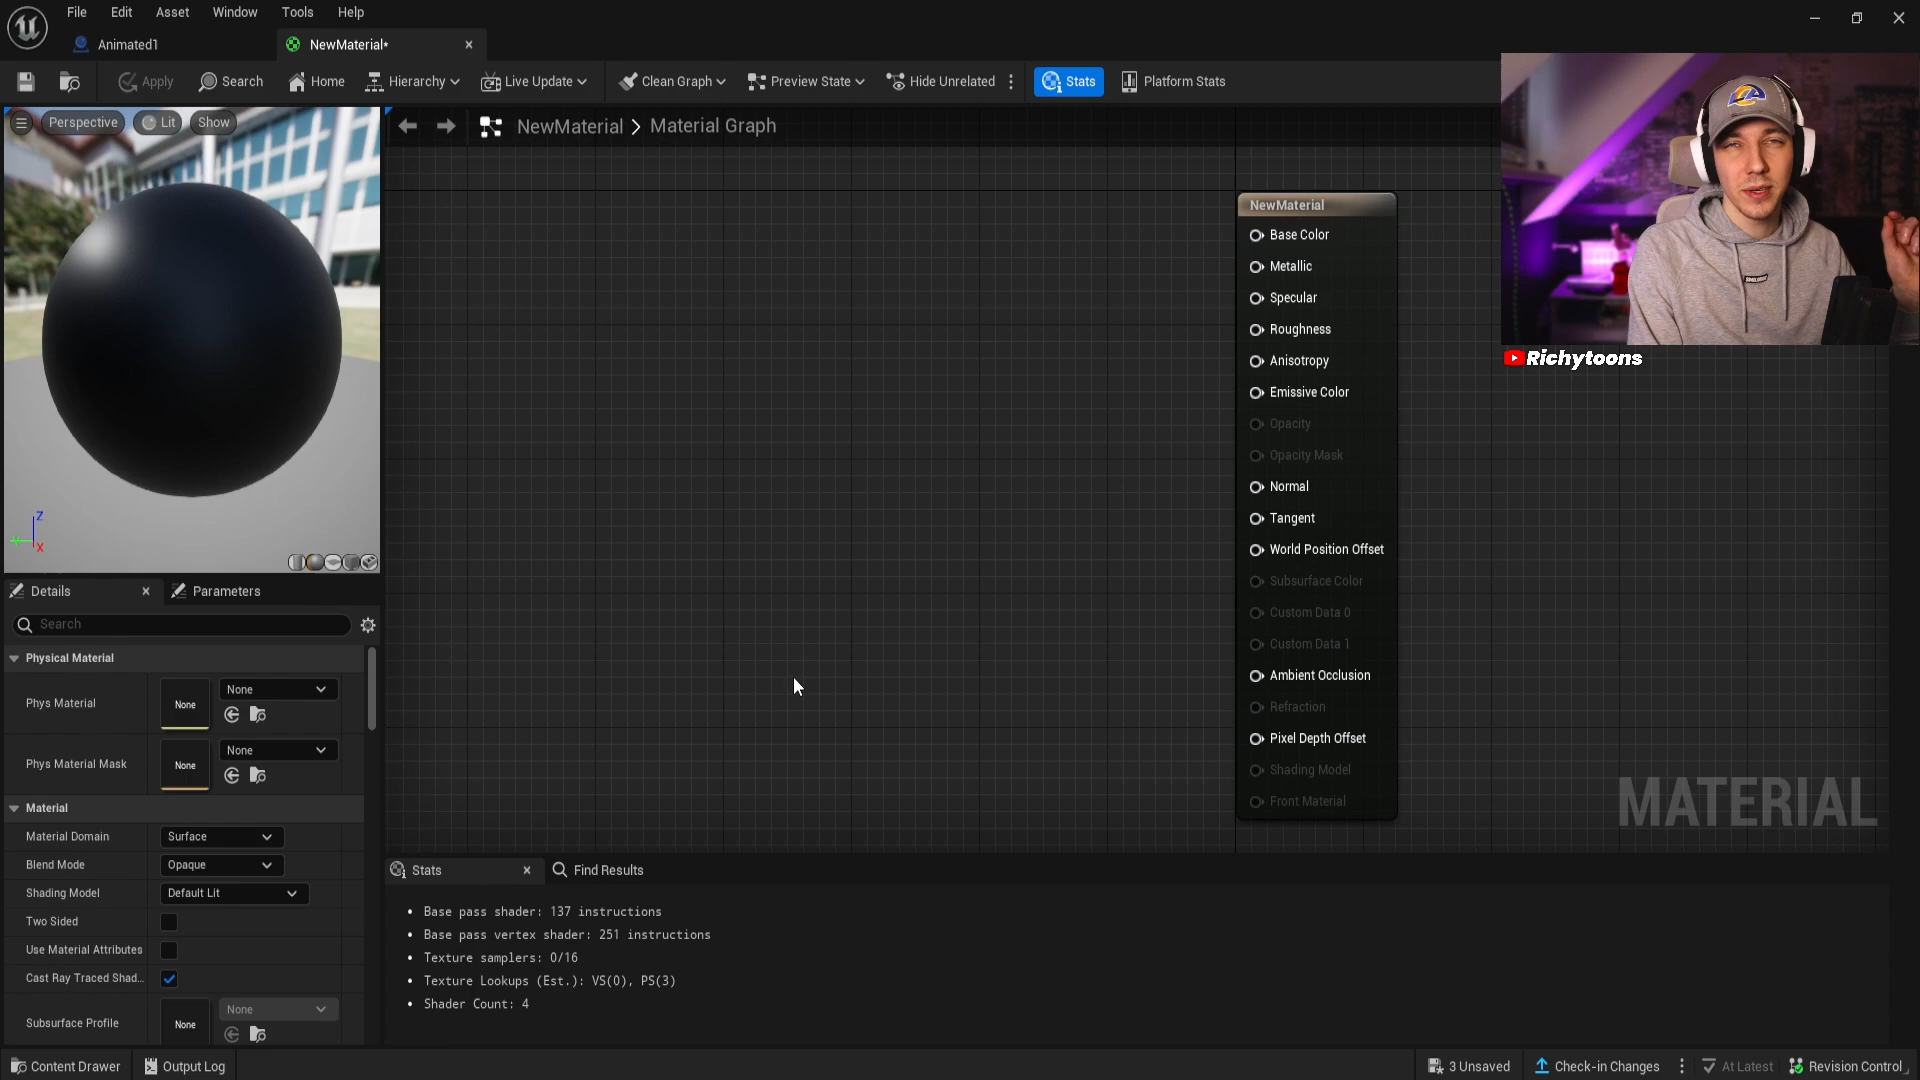 File Edit Asset Window Tools Help
Animated1
NewMaterial*
Apply Search Home Hierarchy Live Update Clean Graph Preview State Hide Unrelated Stats Platform Stats
Perspective Lit Show
NewMaterial > Material Graph
NewMaterial
Base Color
Metallic
Specular
Roughness
Anisotropy
Emissive Color
Opacity
Opacity Mask
Normal
Tangent
World Position Offset
Subsurface Color
Custom Data 0
Custom Data 1
Ambient Occlusion
Refraction
Pixel Depth Offset
Shading Model
Front Material
Richytoons
MATERIAL
Z
X
Details Parameters
Search
Physical Material
Phys Material None None
Phys Material Mask None None
Material
Material Domain Surface
Blend Mode Opaque
Shading Model Default Lit
Two Sided
Use Material Attributes
Cast Ray Traced Shad...
Subsurface Profile None None
Stats Find Results
• Base pass shader: 137 instructions
• Base pass vertex shader: 251 instructions
• Texture samplers: 0/16
• Texture Lookups (Est.): VS(0), PS(3)
• Shader Count: 4
Content Drawer Output Log 3 Unsaved Check-in Changes At Latest Revision Control